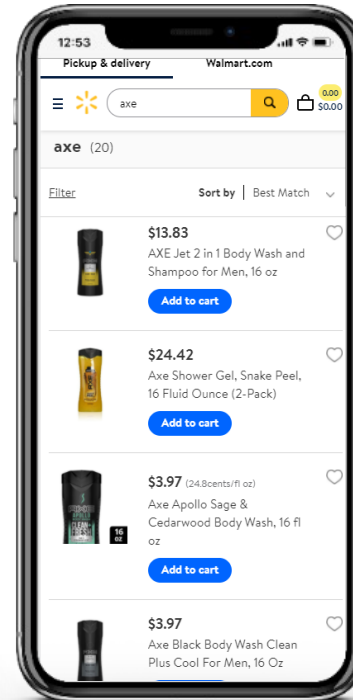 12:53
Pickup & delivery
Walmart.com
axe
0.00
$0.00
axe (20)
Filter
Sort by | Best Match
$13.83
AXE Jet 2 in 1 Body Wash and
Shampoo for Men, 16 oz
Add to cart
$24.42
Axe Shower Gel, Snake Peel,
16 Fluid Ounce (2-Pack)
Add to cart
$3.97 (24.8cents/fl oz)
Axe Apollo Sage &
Cedarwood Body Wash, 16 fl
oz
Add to cart
AXE
APOLLO
CLEAN+
FRESH
16
OZ
$3.97
Axe Black Body Wash Clean
Plus Cool For Men, 16 Oz